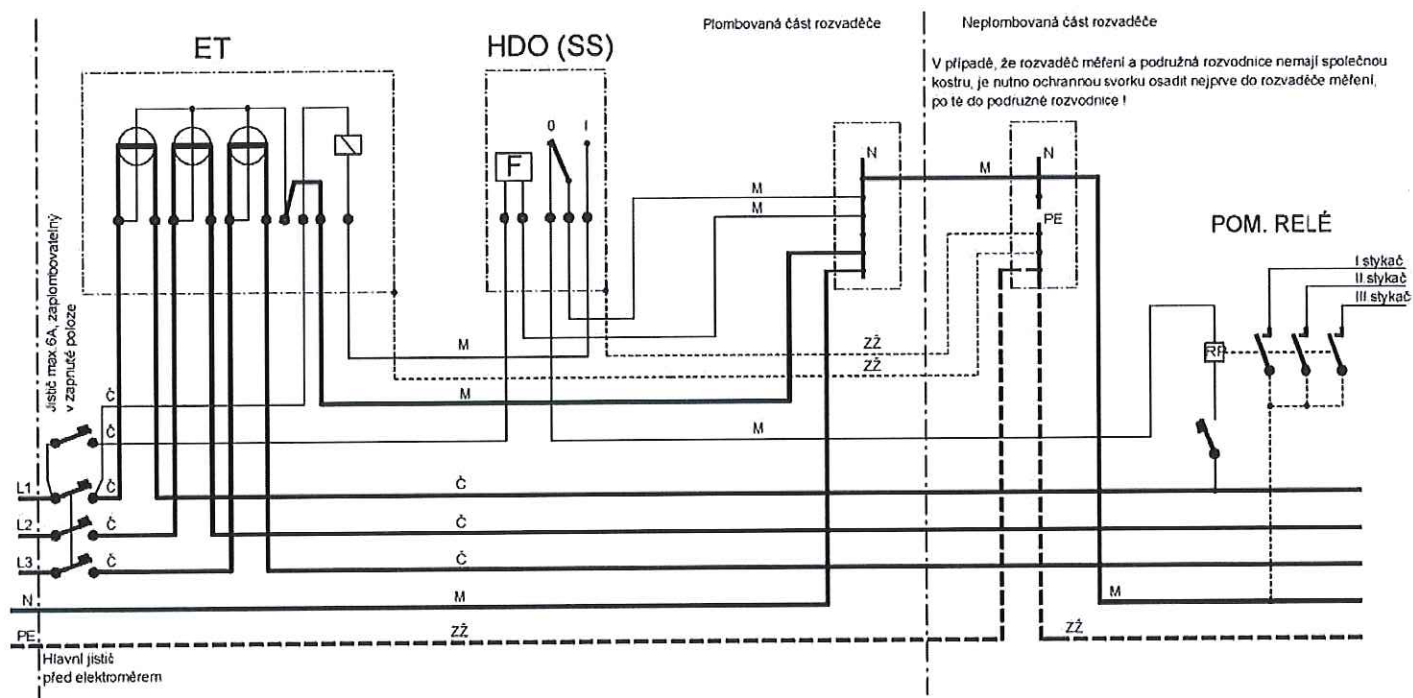 Plombovaná část rozvaděče
Neplombovaná část rozvaděče
ET
HDO (SS)
V případě, že rozvaděč měření a podružná rozvodnice nemají společnou
kostru, je nutno ochrannou svorku osadit nejprve do rozvaděče měření,
po té do podružné rozvodnice !
0
I
F
N
N
M
M
M
PE
POM. RELÉ
I stykač
II stykač
III stykač
Jistič max.6A, zaplombovatelný
v zapnuté poloze
M
ZŽ
ZŽ
RP
Č
M
Č
M
L1
Č
Č
L2
Č
Č
L3
Č
Č
N
M
M
PE
ZŽ
ZŽ
Hlavní jistič
před elektroměrem